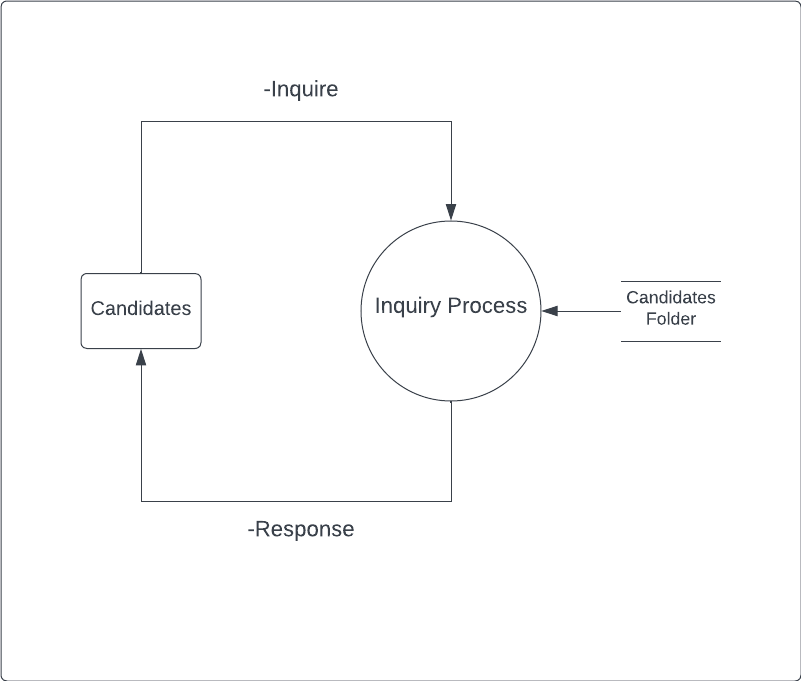 -Inquire
Candidates
Inquiry Process
Candidates
Folder
-Response